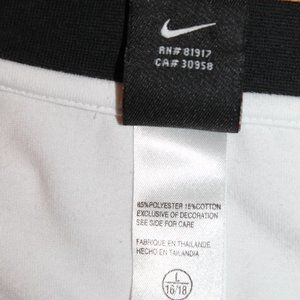 RN# 81917
CA# 30958
85%POLYESTER 15%COTTON
EXCLUSIVE OF DECORATION
SEE SIDE FOR CARE
FABRIQUE EN THAILANDE
HECHO EN TAILANDIA
L
16/18